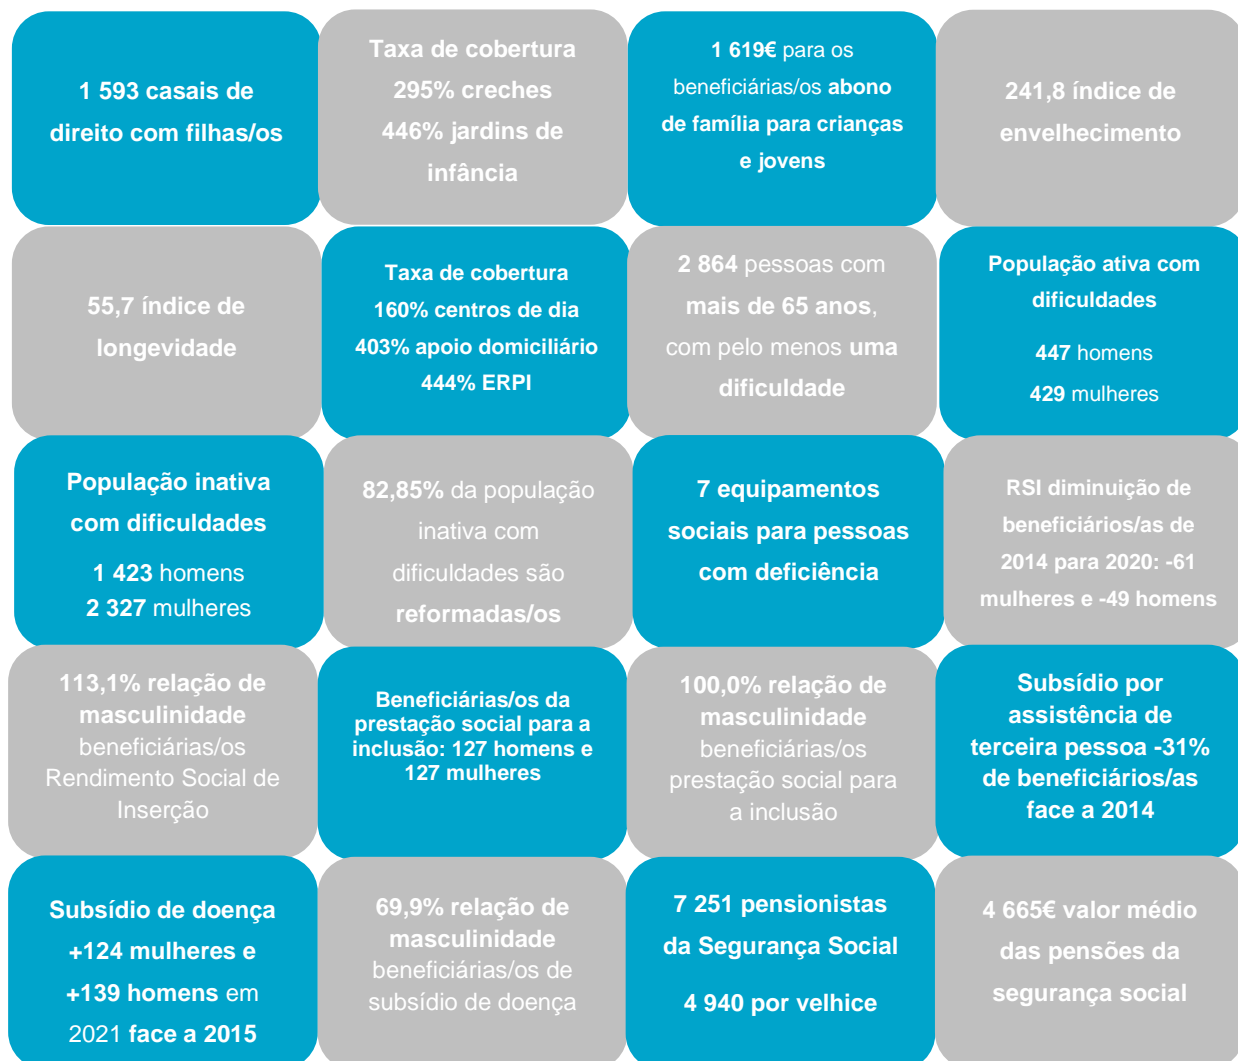 1 593 casais de
direito com filhas/os
Taxa de cobertura
295% creches
446% jardins de
infância
1 619€ para os
beneficiárias/os abono
de família para crianças
e jovens
241,8 índice de
envelhecimento
55,7 índice de
longevidade
Taxa de cobertura
160% centros de dia
403% apoio domiciliário
444% ERPI
2 864 pessoas com
mais de 65 anos,
com pelo menos uma
dificuldade
População ativa com
dificuldades
447 homens
429 mulheres
População inativa
com dificuldades
1 423 homens
2 327 mulheres
82,85% da população
inativa com
dificuldades são
reformadas/os
7 equipamentos
sociais para pessoas
com deficiência
RSI diminuição de
beneficiários/as de
2014 para 2020: -61
mulheres e -49 homens
113,1% relação de
masculinidade
beneficiárias/os
Rendimento Social de
Inserção
Beneficiárias/os da
prestação social para a
inclusão: 127 homens e
127 mulheres
100,0% relação de
masculinidade
beneficiárias/os
prestação social para
a inclusão
Subsídio por
assistência de
terceira pessoa -31%
de beneficiários/as
face a 2014
Subsídio de doença
+124 mulheres e
+139 homens em
2021 face a 2015
69,9% relação de
masculinidade
beneficiárias/os de
subsídio de doença
7 251 pensionistas
da Segurança Social
4 940 por velhice
4 665€ valor médio
das pensões da
segurança social